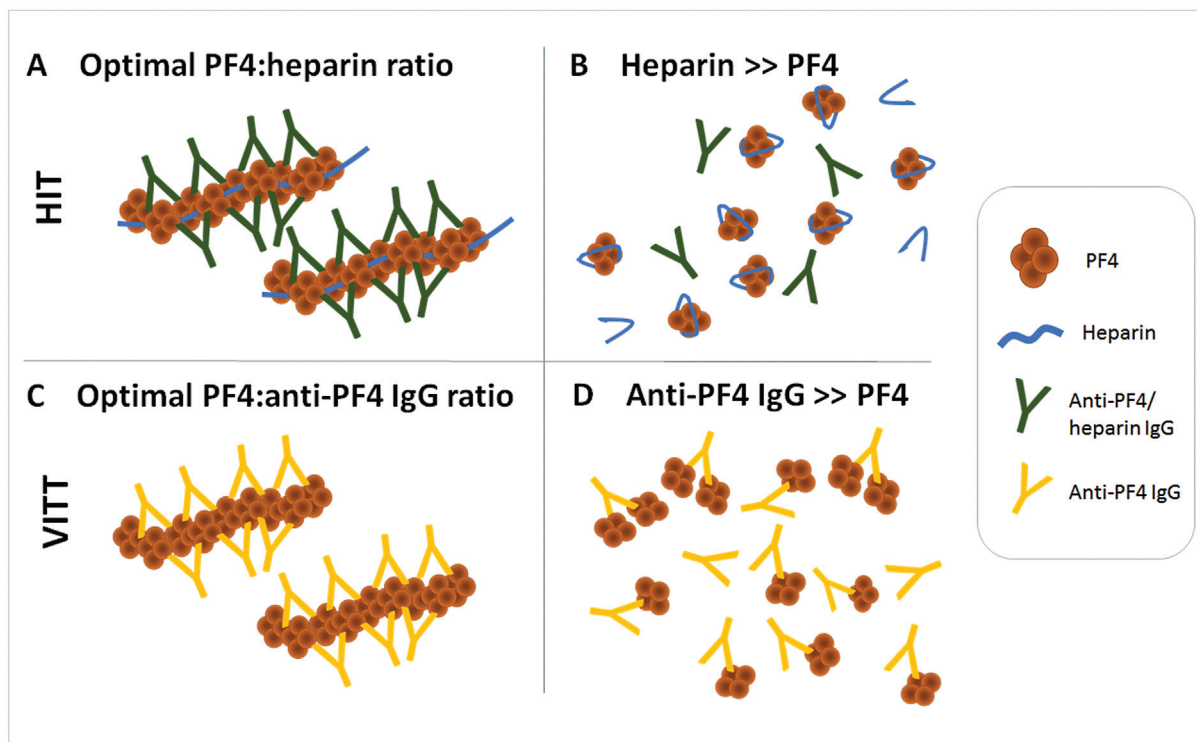 A Optimal PF4:heparin ratio
B Heparin >> PF4
HIT
C Optimal PF4:anti-PF4 IgG ratio
D Anti-PF4 IgG >> PF4
VITT
PF4
Heparin
Anti-PF4/
heparin IgG
Anti-PF4 IgG